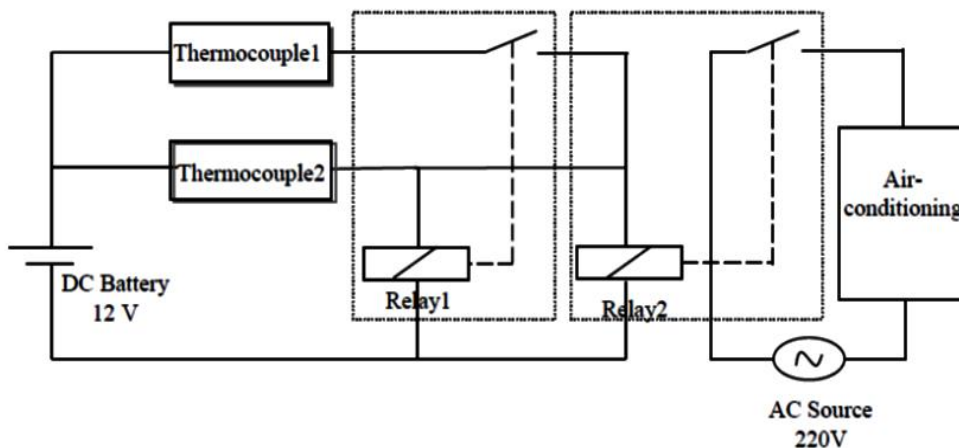 Thermocouple1
Thermocouple2
Air-
conditioning
DC Battery
12 V
Relay1
Relay2
AC Source
220V